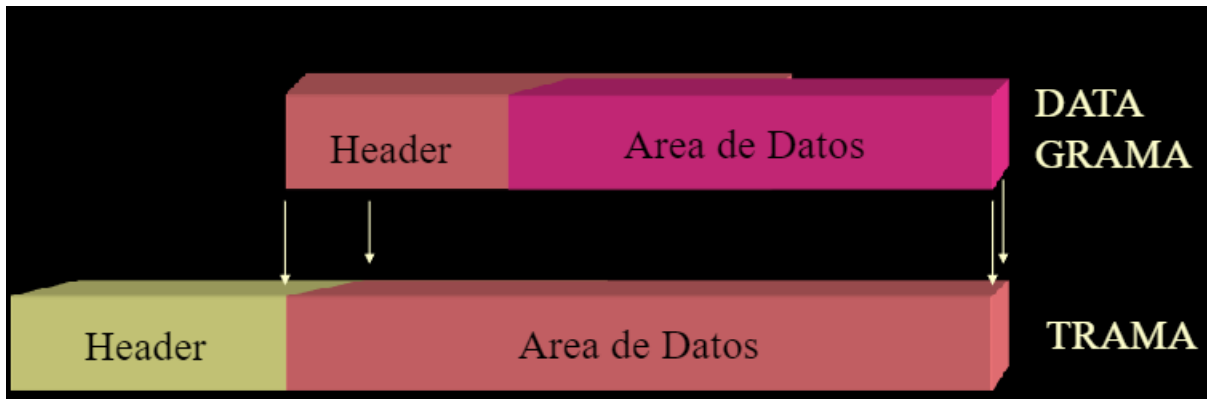 Header
Area de Datos
DATA
GRAMA
Header
Area de Datos
TRAMA